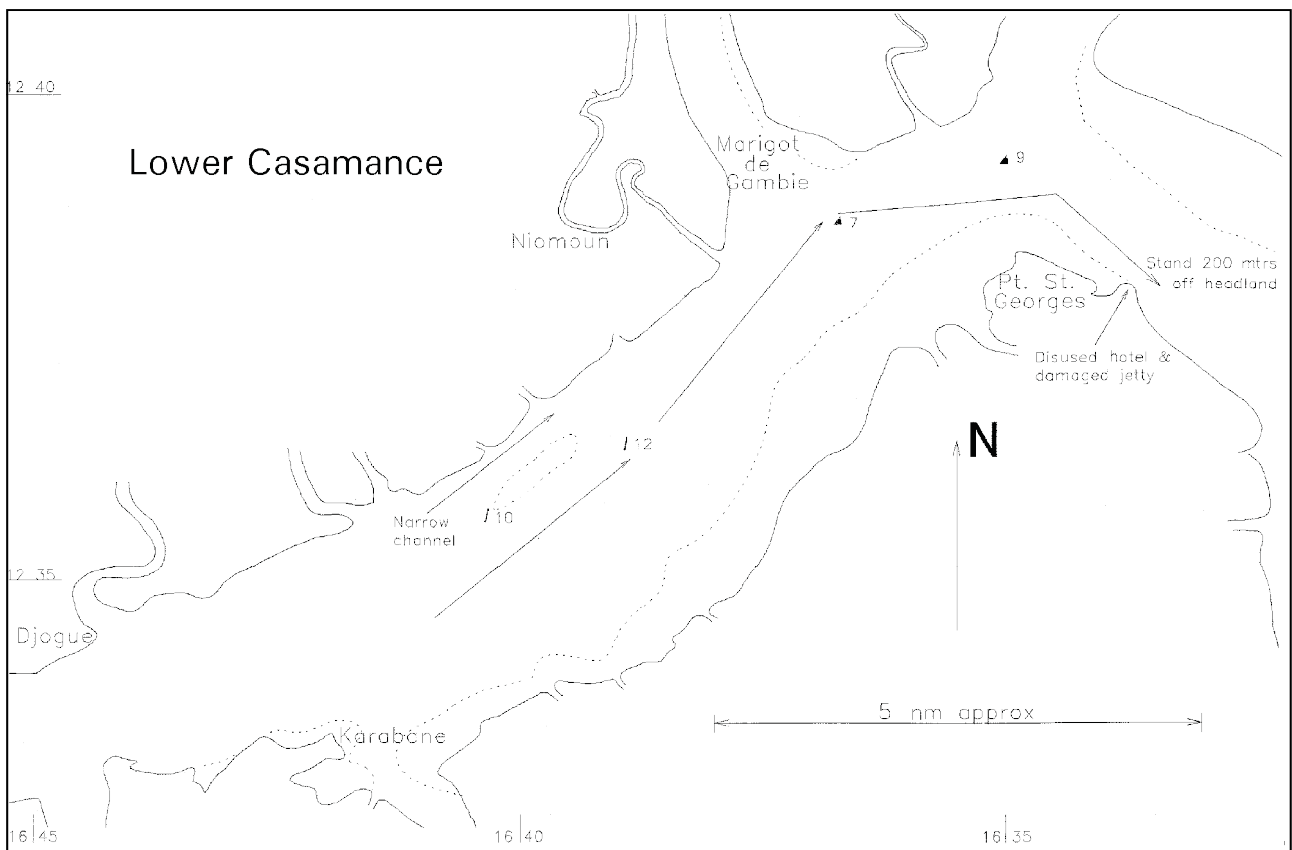 12 40
Lower Casamance
Marigot
de
Gambie
9
7
Niomoun
Stand 200 mtrs
off headland
Pt. St.
Georges
Disused hotel &
damaged jetty
N
12
10
Narrow
channel
12 35
Djogue
5 nm approx
Karabane
16 45
16 40
16 35